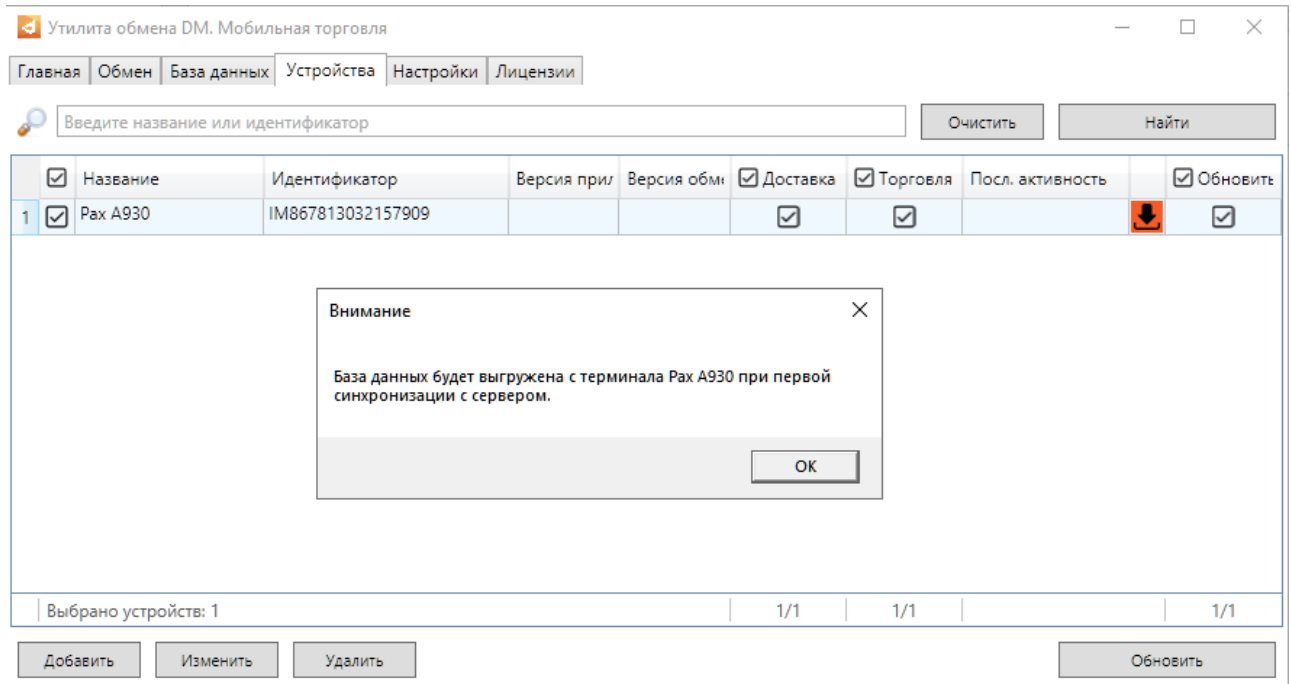 Утилита обмена DM. Мобильная торговля
Главная Обмен База данных Устройства Настройки Лицензии
Введите название или идентификатор Очистить Найти
Название Идентификатор Версия прил Версия обме Доставка Торговля Посл. активность Обновить
1 Pax A930 IM867813032157909
Внимание
База данных будет выгружена с терминала Pax A930 при первой
синхронизации с сервером.
ОК
Выбрано устройств: 1 1/1 1/1 1/1
Добавить Изменить Удалить Обновить